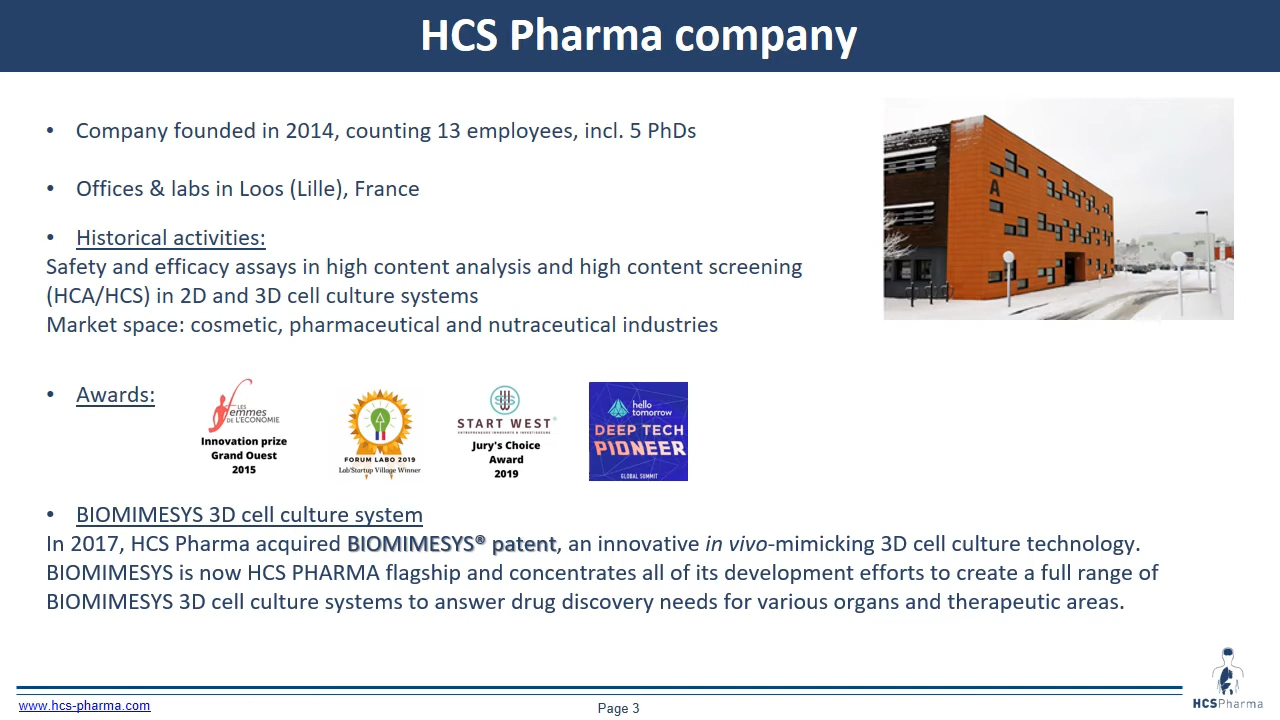 HCS Pharma company
• Company founded in 2014, counting 13 employees, incl. 5 PhDs
• Offices & labs in Loos (Lille), France
• Historical activities:
Safety and efficacy assays in high content analysis and high content screening
(HCA/HCS) in 2D and 3D cell culture systems
Market space: cosmetic, pharmaceutical and nutraceutical industries
A
• Awards:
LES
femmes
DE L'ECONOMIE
Innovation prize
Grand Ouest
2015
FORUM LABO 2019
Lab'Startup Village Winner
START WEST
ENTREPRENEURS INNOVANTS & INVESTISSEURS
Jury's Choice
Award
2019
hello
tomorrow
DEEP TECH
PIONEER
GLOBAL SUMMIT
• BIOMIMESYS 3D cell culture system
In 2017, HCS Pharma acquired BIOMIMESYS® patent, an innovative in vivo-mimicking 3D cell culture technology.
BIOMIMESYS is now HCS PHARMA flagship and concentrates all of its development efforts to create a full range of
BIOMIMESYS 3D cell culture systems to answer drug discovery needs for various organs and therapeutic areas.
www.hcs-pharma.com
Page 3
HCSPharma